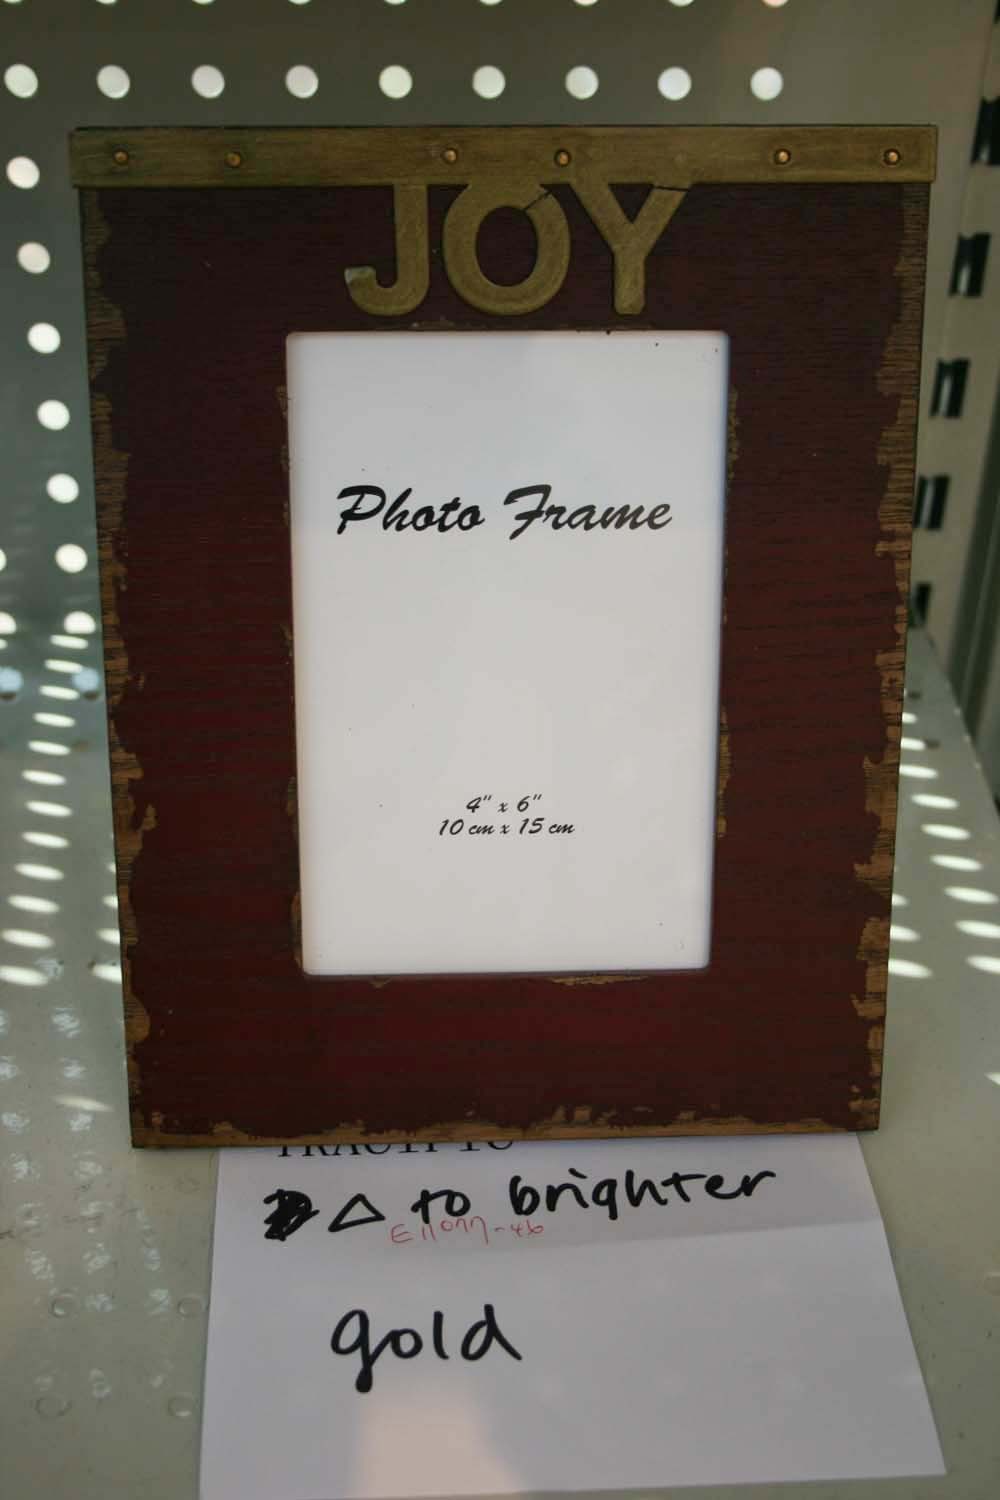 JOY
Photo Frame
4" x 6"
10 cm x 15 cm
△ to brighter
E11077-46
gold